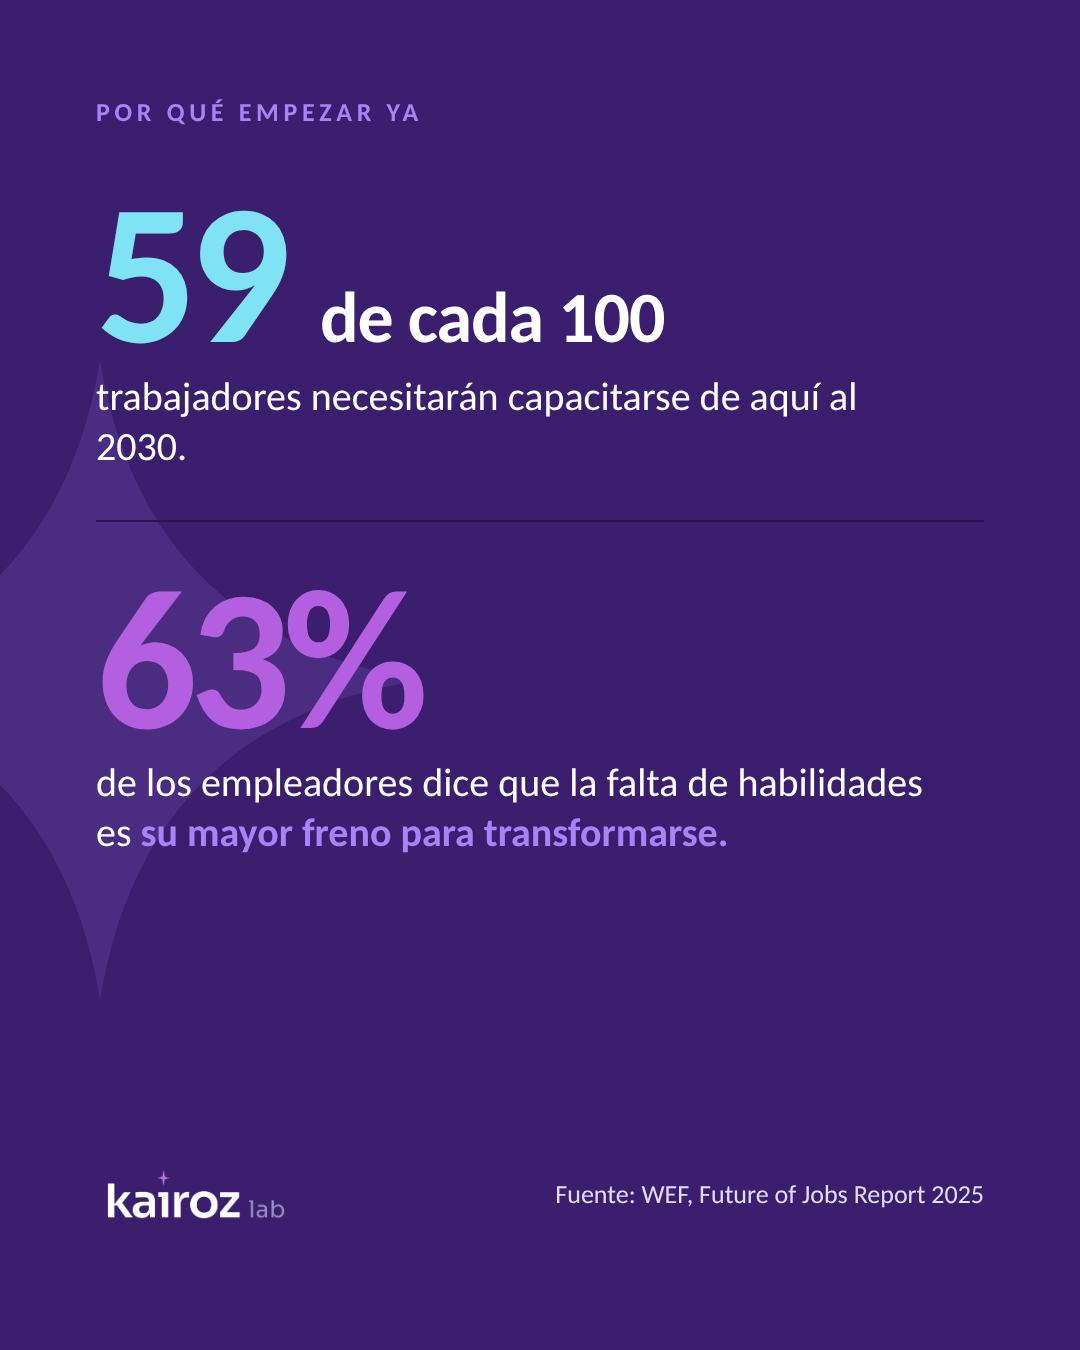 POR QUÉ EMPEZAR YA
59 de cada 100
trabajadores necesitarán capacitarse de aquí al
2030.
63%
de los empleadores dice que la falta de habilidades
es su mayor freno para transformarse.
kairoz lab
Fuente: WEF, Future of Jobs Report 2025